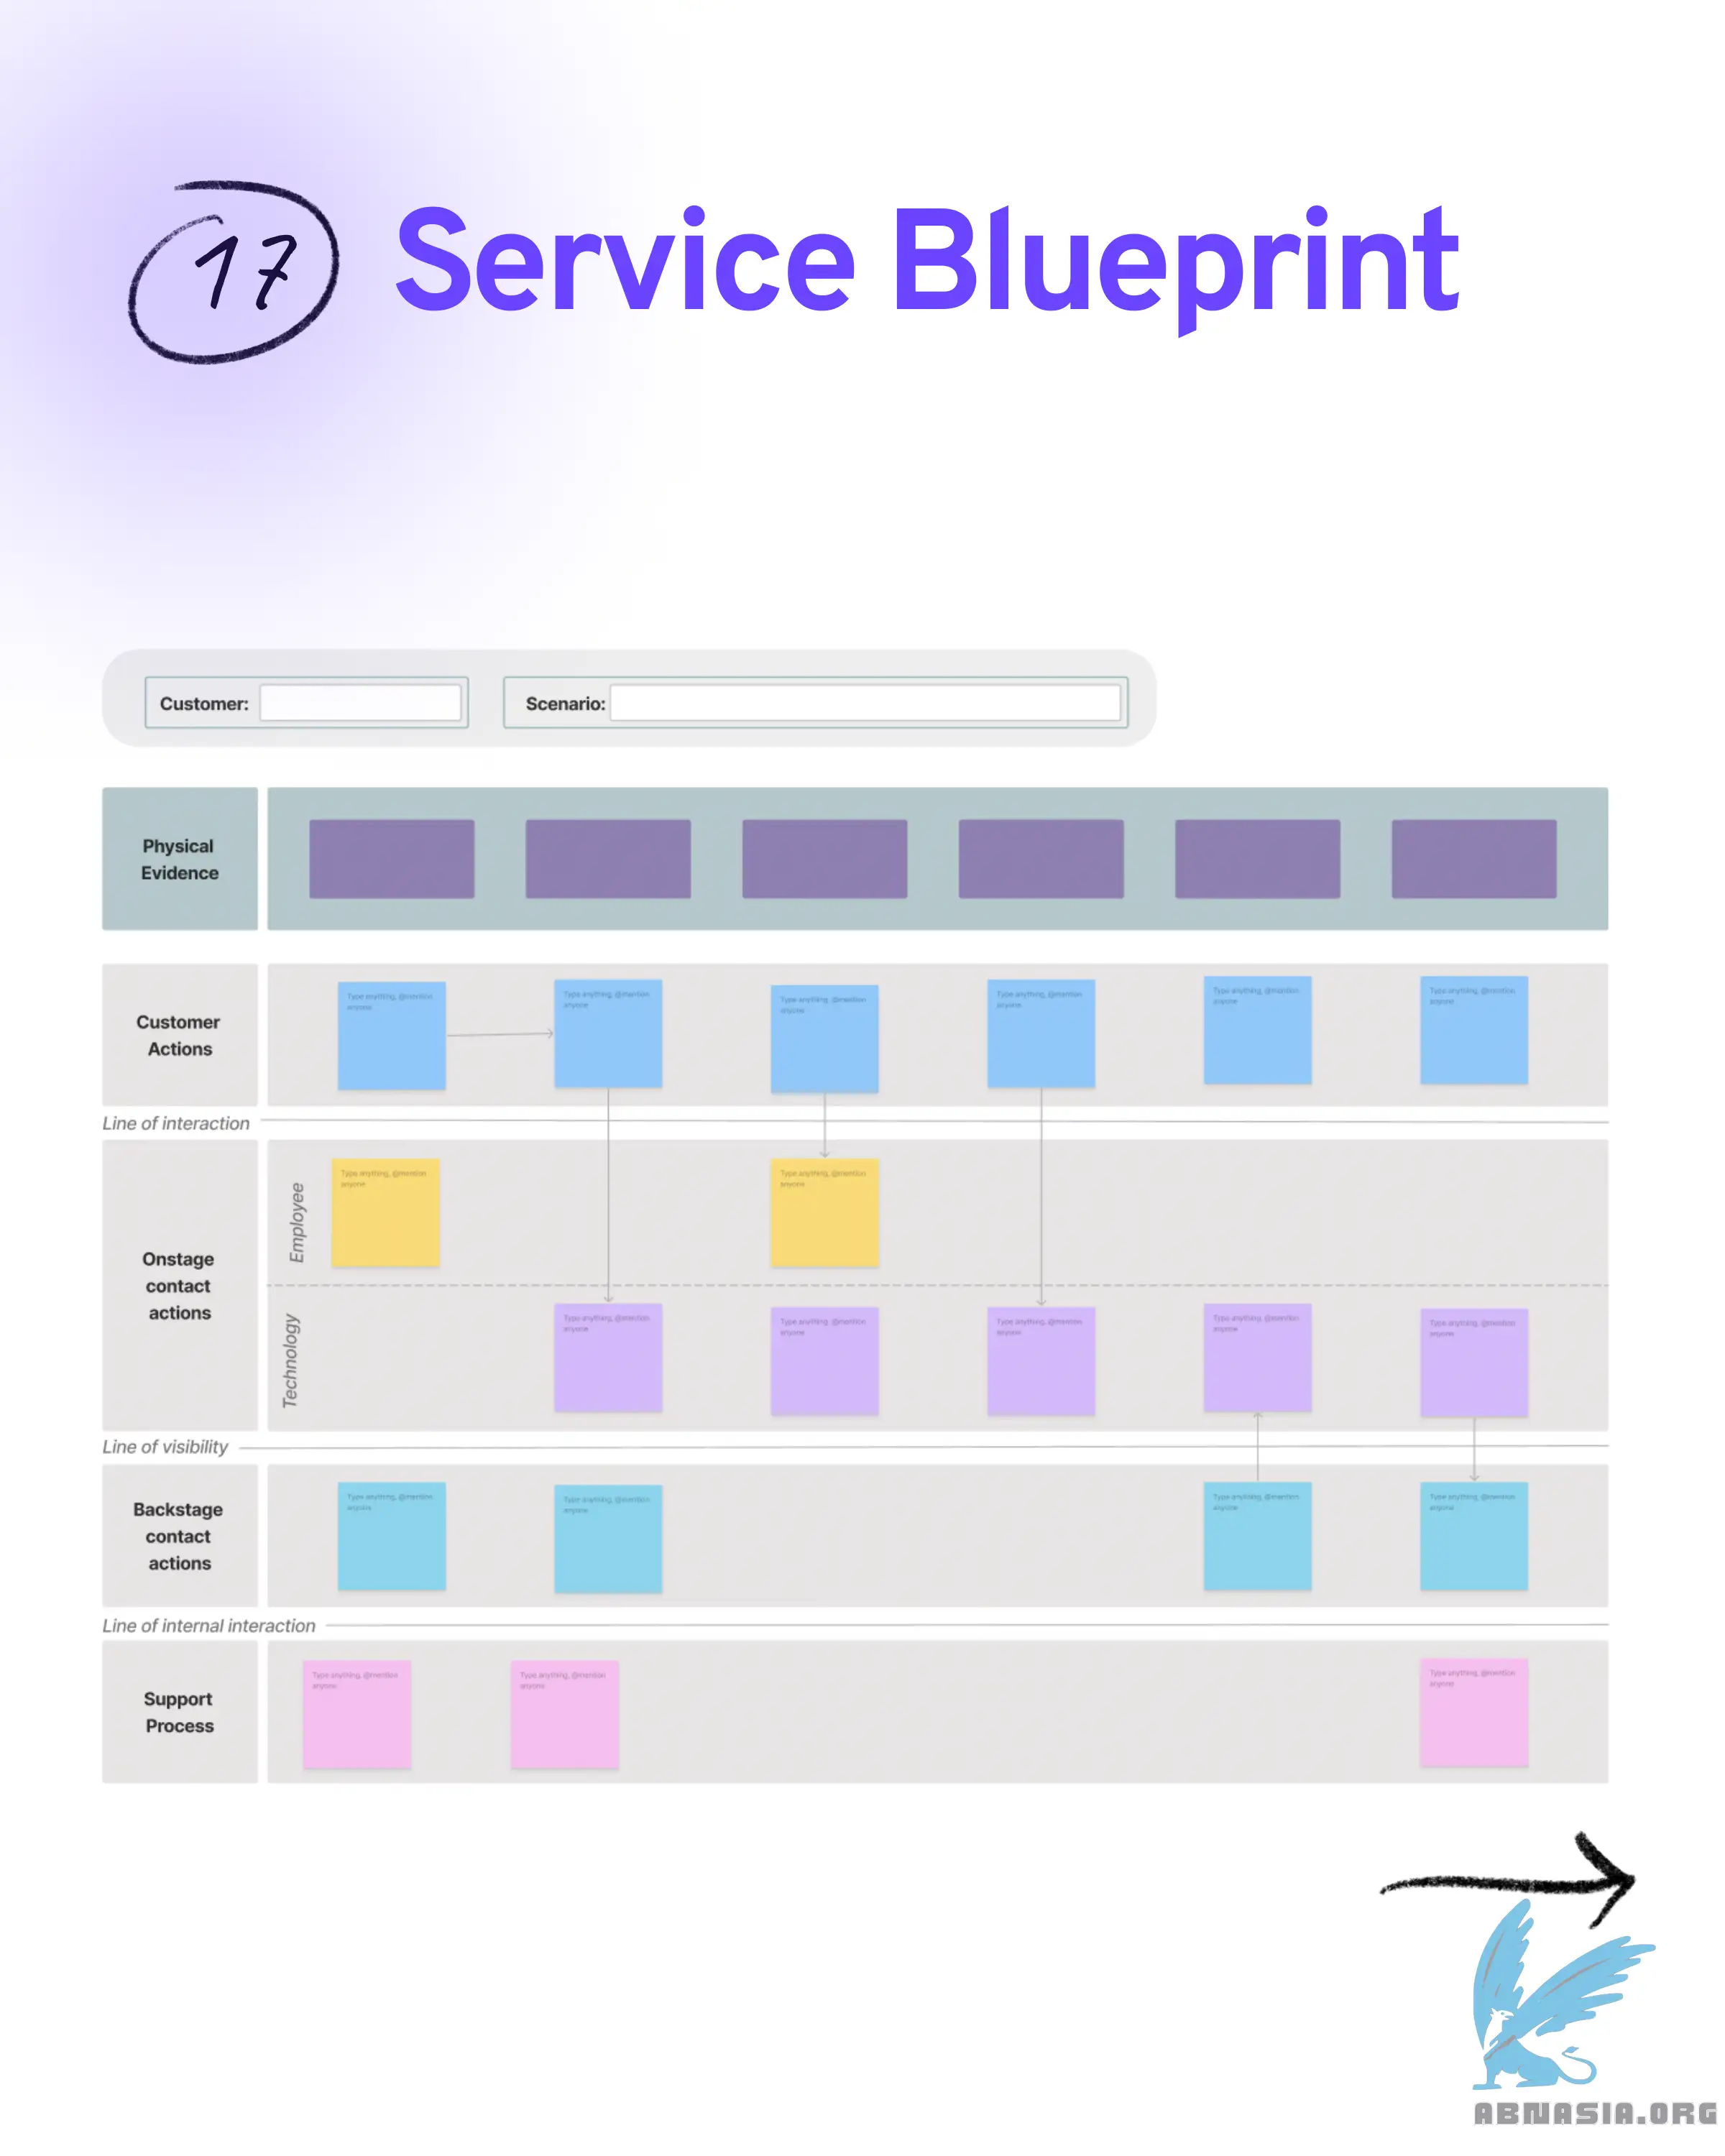 17
Service Blueprint
Customer:
Scenario:
Physical
Evidence
Customer
Actions
Type anything, @mention
anyone
Type anything, @mention
anyone
Type anything, @mention
anyone
Type anything, @mention
anyone
Type anything, @mention
anyone
Type anything, @mention
anyone
Line of interaction
Onstage
contact
actions
Employee
Type anything, @mention
anyone
Type anything, @mention
anyone
Technology
Type anything, @mention
anyone
Type anything, @mention
anyone
Type anything, @mention
anyone
Type anything, @mention
anyone
Type anything, @mention
anyone
Line of visibility
Backstage
contact
actions
Type anything, @mention
anyone
Type anything, @mention
anyone
Type anything, @mention
anyone
Type anything, @mention
anyone
Line of internal interaction
Support
Process
Type anything, @mention
anyone
Type anything, @mention
anyone
Type anything, @mention
anyone
ABNASIA.ORG